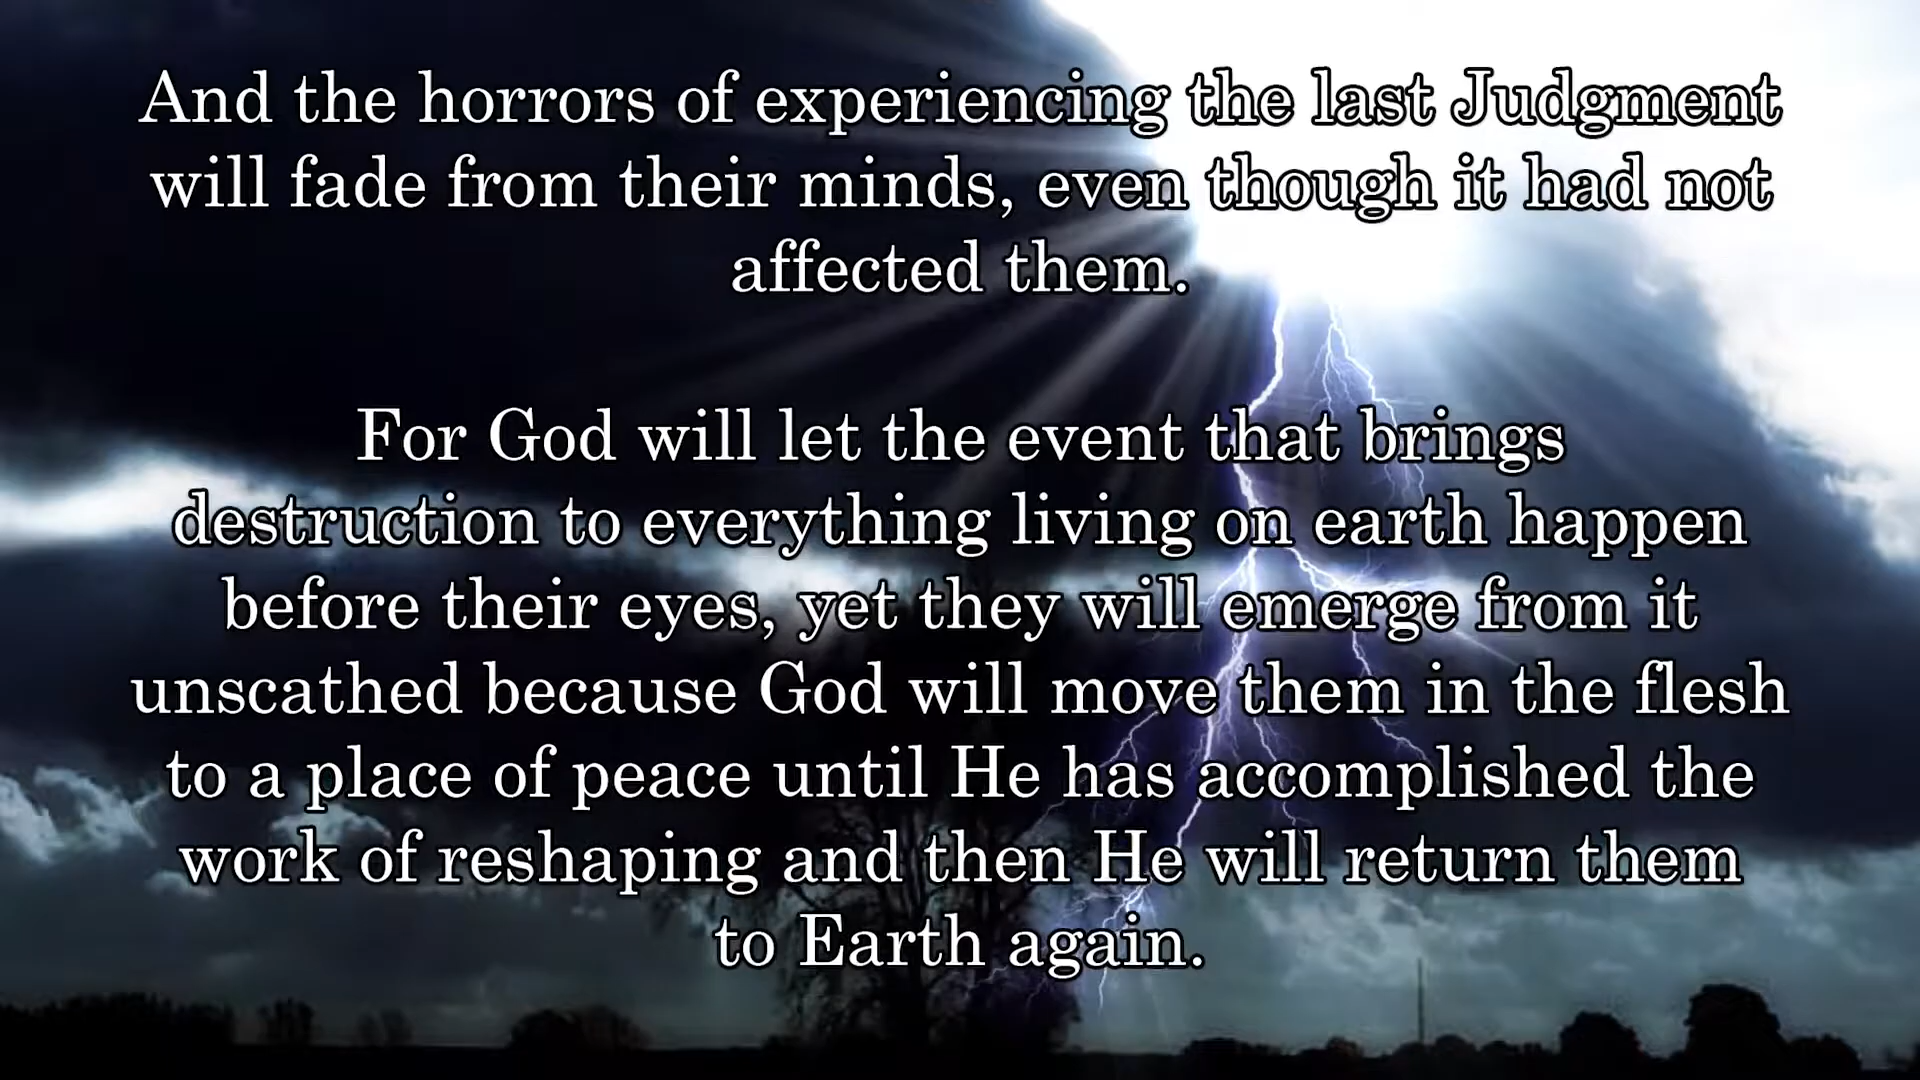 And the horrors of experiencing the last Judgment
will fade from their minds, even though it had not
affected them.
For God will let the event that brings
destruction to everything living on earth happen
before their eyes, yet they will emerge from it
unscathed because God will move them in the flesh
to a place of peace until He has accomplished the
work of reshaping and then He will return them
to Earth again.